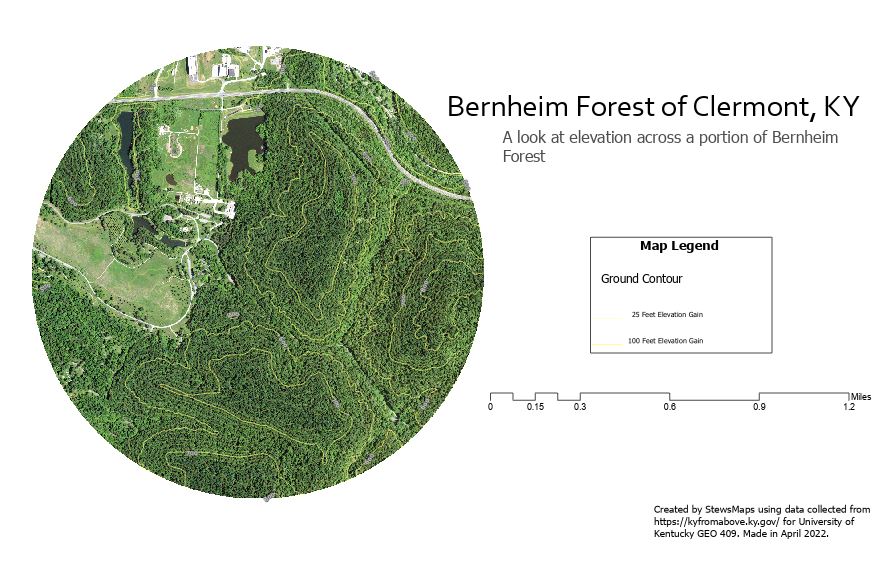 Bernheim Forest of Clermont, KY
A look at elevation across a portion of Bernheim
Forest
Map Legend
Ground Contour
25 Feet Elevation Gain
100 Feet Elevation Gain
0 0.15 0.3 0.6 0.9 1.2 Miles
Created by StewsMaps using data collected from
https://kyfromabove.ky.gov/ for University of
Kentucky GEO 409. Made in April 2022.